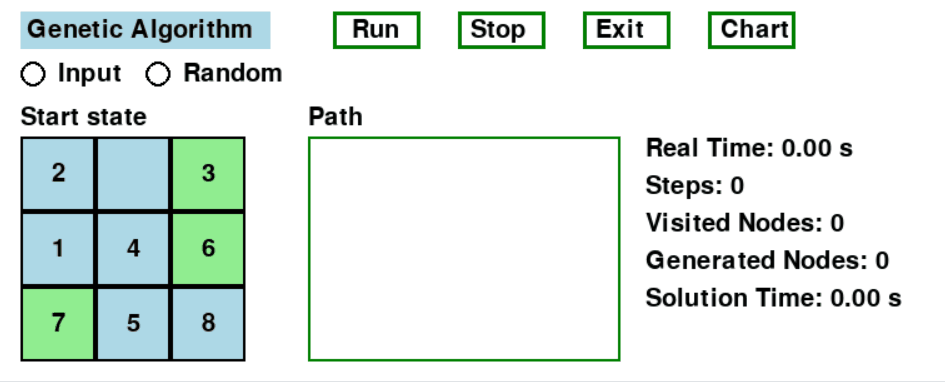 Genetic Algorithm Run Stop Exit Chart
Input Random
Start state Path
2 3
1 4 6
7 5 8
Real Time: 0.00 s
Steps: 0
Visited Nodes: 0
Generated Nodes: 0
Solution Time: 0.00 s